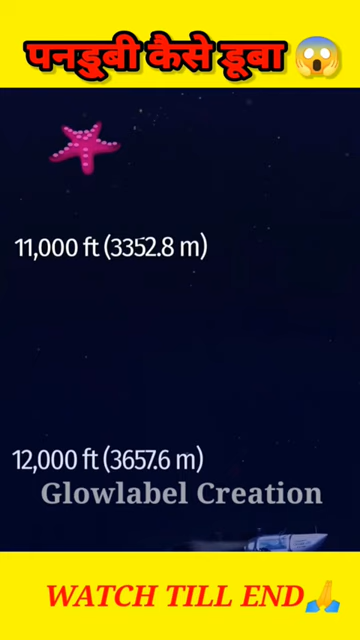 पनडुब्बी कैसे डूबा 😱
11,000 ft (3352.8 m)
12,000 ft (3657.6 m)
Glowlabel Creation
WATCH TILL END🙏